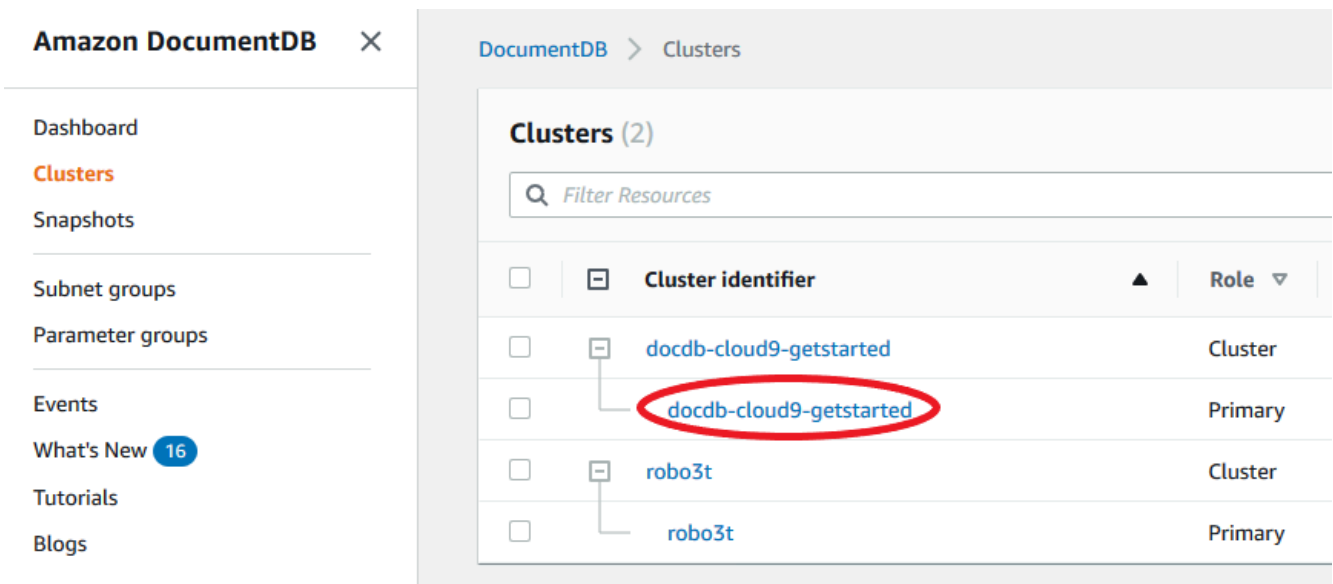 Amazon DocumentDB
Dashboard
Clusters
Snapshots
Subnet groups
Parameter groups
Events
What's New 16
Tutorials
Blogs
DocumentDB Clusters
Clusters (2)
Filter Resources
Cluster identifier Role
docdb-cloud9-getstarted Cluster
docdb-cloud9-getstarted Primary
robo3t Cluster
robo3t Primary